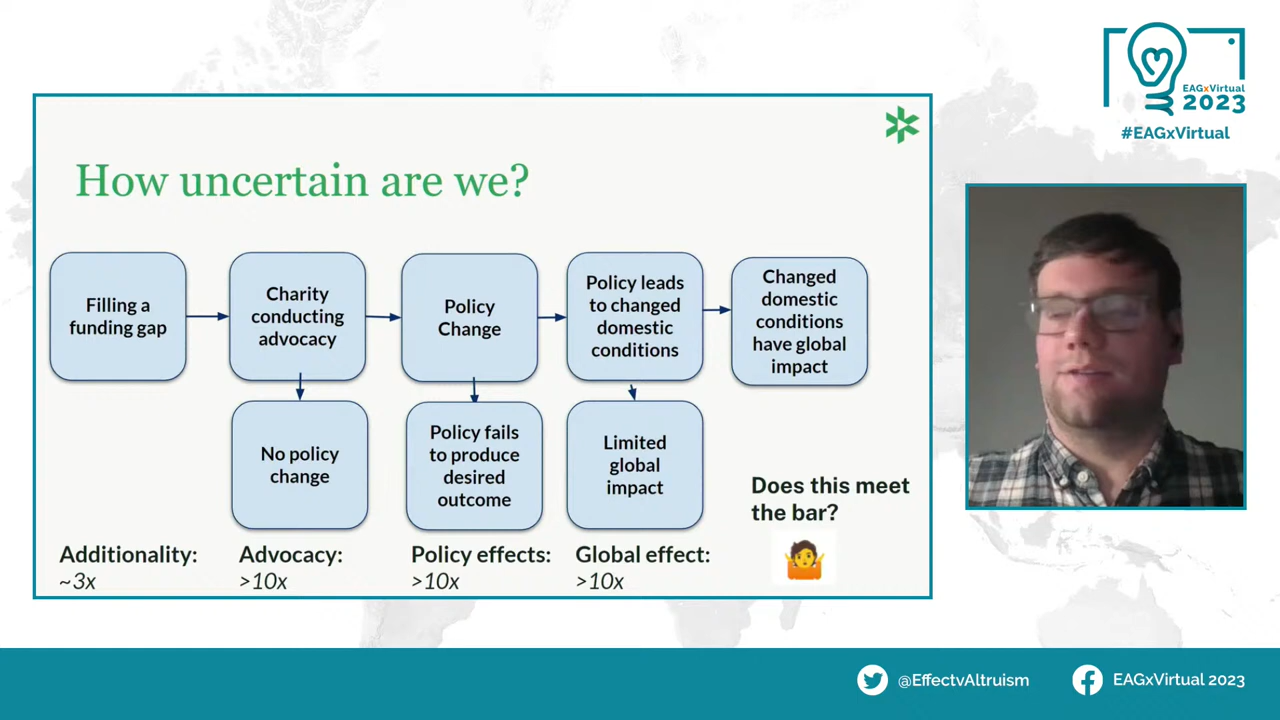 EAGxVirtual
2023
#EAGxVirtual
How uncertain are we?
Filling a
funding gap
Charity
conducting
advocacy
Policy
Change
Policy leads
to changed
domestic
conditions
Changed
domestic
conditions
have global
impact
No policy
change
Policy fails
to produce
desired
outcome
Limited
global
impact
Does this meet
the bar?
Additionality:
~3x
Advocacy:
>10x
Policy effects:
>10x
Global effect:
>10x
@EffectvAltruism
EAGxVirtual 2023